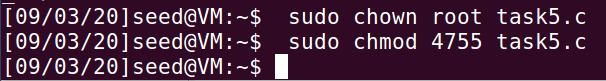 [09/03/20]seed@VM:~$ sudo chown root task5.c
[09/03/20]seed@VM:~$ sudo chmod 4755 task5.c
[09/03/20]seed@VM:~$